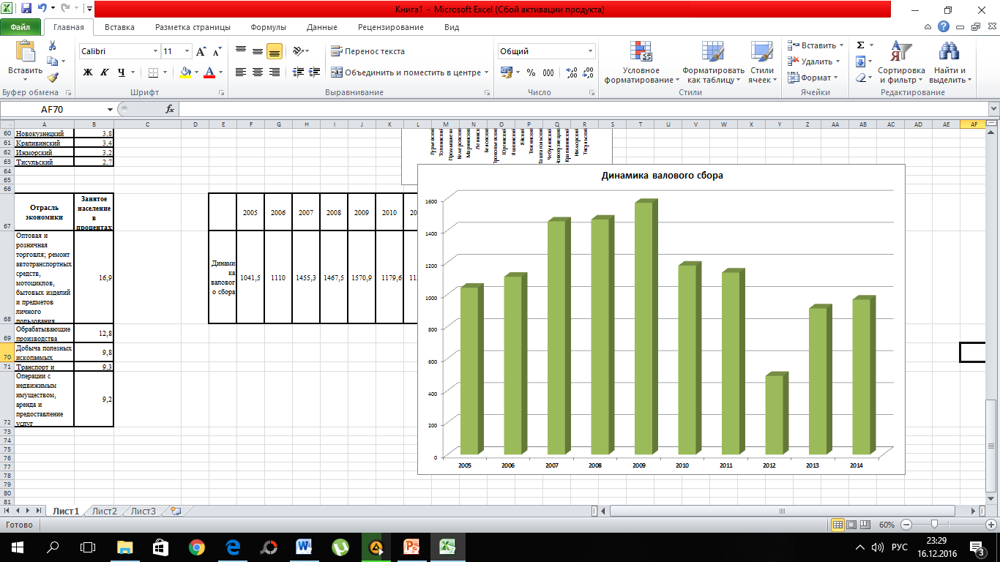 Книга1 - Microsoft Excel (Сбой активации продукта)
Файл Главная Вставка Разметка страницы Формулы Данные Рецензирование Вид
Вставить
Буфер обмена
Calibri 11
Ж К Ч
Шрифт
Перенос текста
Объединить и поместить в центре
Выравнивание
Общий
% 000
Число
Условное форматирование
Форматировать как таблицу
Стили ячеек
Стили
Вставить
Удалить
Формат
Ячейки
Сортировка и фильтр
Найти и выделить
Редактирование
AF70 fx
A B C D E F G H I J K L M N O P Q R S T U V W X Y Z AA AB AC AD AE AF
60 Новокузнецкий 3,8
61 Крапивинский 3,4
62 Ижморский 3,2
63 Тисульский 2,7
64
65
66
67 Отрасль экономики Занятое население в процентах
2005 2006 2007 2008 2009 2010
68 Оптовая и розничная торговля; ремонт автотранспортных средств, мотоциклов, бытовых изделий и предметов личного пользования 16,9
Динамика валового сбора 1041,5 1110 1455,3 1467,5 1570,9 1179,6
69 Обрабатывающие производства 12,8
70 Добыча полезных ископаемых 9,8
71 Транспорт и 9,3
72 Операции с недвижимым имуществом, аренда и предоставление услуг 9,2
73
74
75
76
77
78
79
80
81
Динамика валового сбора
1600
1400
1200
1000
800
600
400
200
0
2005 2006 2007 2008 2009 2010 2011 2012 2013 2014
Лист1 Лист2 Лист3
Готово 60%
РУС
23:29
16.12.2016
3